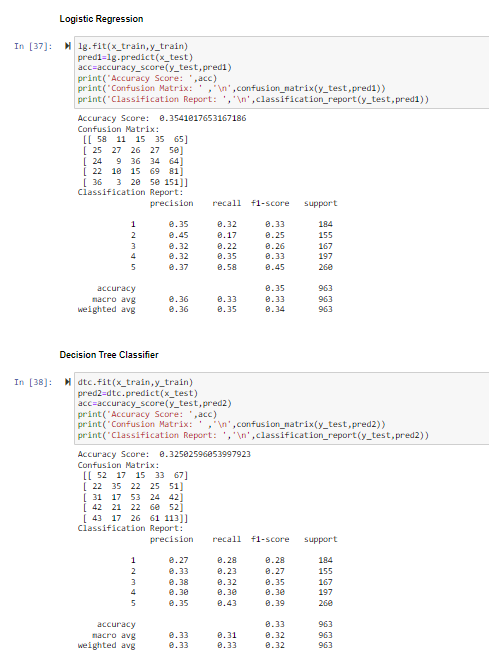 Logistic Regression
In [37]: lg.fit(x_train,y_train)
pred1=lg.predict(x_test)
acc=accuracy_score(y_test,pred1)
print('Accuracy Score: ',acc)
print('Confusion Matrix: ' ,'\n',confusion_matrix(y_test,pred1))
print('Classification Report: ','\n',classification_report(y_test,pred1))
Accuracy Score:  0.3541017653167186
Confusion Matrix:
[[ 58 11 15 35 65]
[ 25 27 26 27 50]
[ 24 9 36 34 64]
[ 22 10 15 69 81]
[ 36 3 20 50 151]]
Classification Report:
precision recall f1-score support
1 0.35 0.32 0.33 184
2 0.45 0.17 0.25 155
3 0.32 0.22 0.26 167
4 0.32 0.35 0.33 197
5 0.37 0.58 0.45 260
accuracy 0.35 963
macro avg 0.36 0.33 0.33 963
weighted avg 0.36 0.35 0.34 963
Decision Tree Classifier
In [38]: dtc.fit(x_train,y_train)
pred2=dtc.predict(x_test)
acc=accuracy_score(y_test,pred2)
print('Accuracy Score: ',acc)
print('Confusion Matrix: ' ,'\n',confusion_matrix(y_test,pred2))
print('Classification Report: ','\n',classification_report(y_test,pred2))
Accuracy Score:  0.32502596053997923
Confusion Matrix:
[[ 52 17 15 33 67]
[ 22 35 22 25 51]
[ 31 17 53 24 42]
[ 42 21 22 60 52]
[ 43 17 26 61 113]]
Classification Report:
precision recall f1-score support
1 0.27 0.28 0.28 184
2 0.33 0.23 0.27 155
3 0.38 0.32 0.35 167
4 0.30 0.30 0.30 197
5 0.35 0.43 0.39 260
accuracy 0.33 963
macro avg 0.33 0.31 0.32 963
weighted avg 0.33 0.33 0.32 963